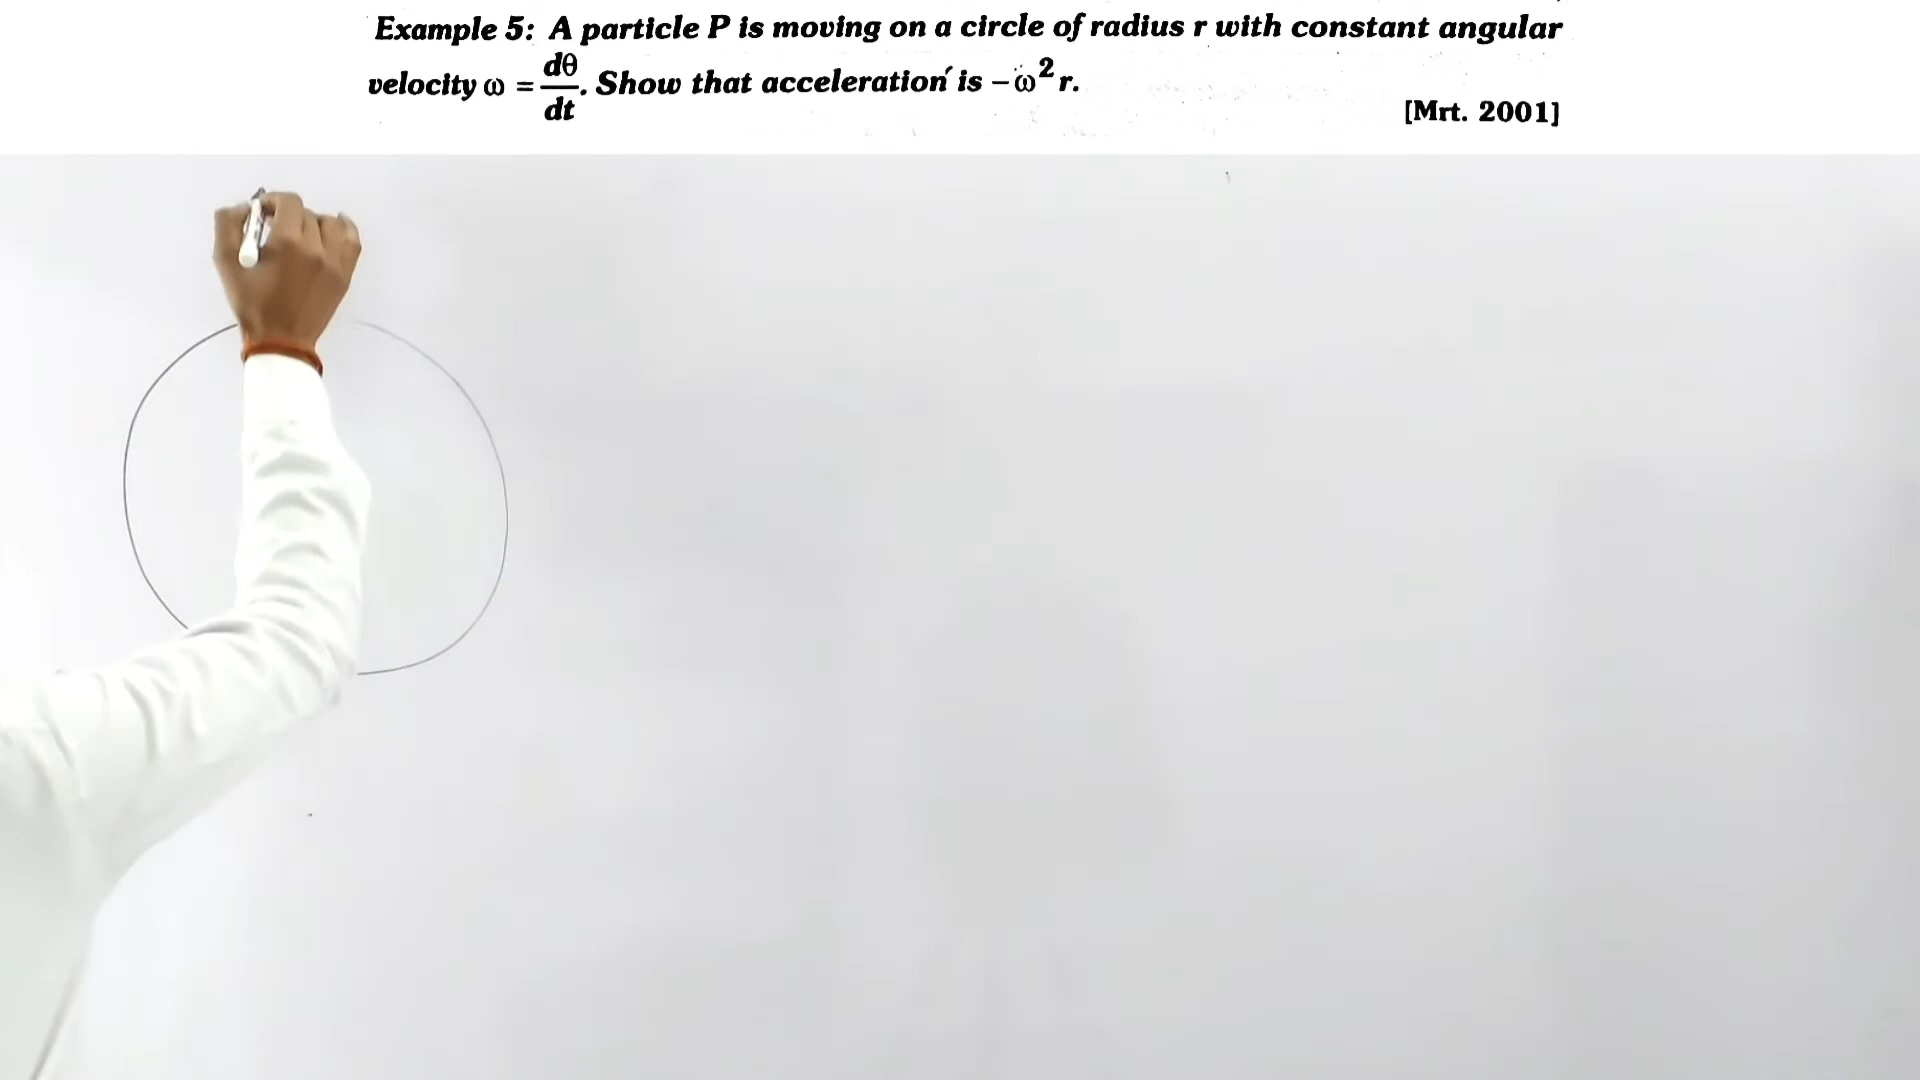 Example 5: A particle P is moving on a circle of radius r with constant angular
velocity ω = dθ/dt. Show that acceleration is – ω² r.
[Mrt. 2001]